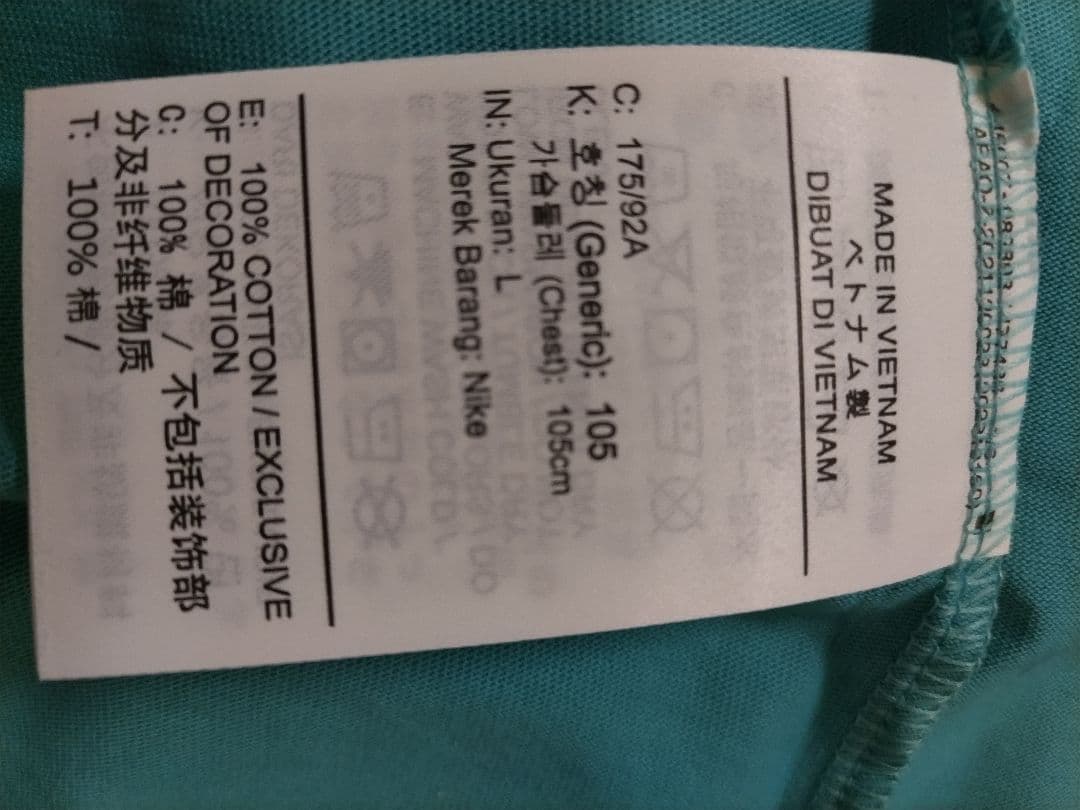 MADE IN VIETNAM
ベトナム製
DIBUAT DI VIETNAM
C: 175/92A
K: 호칭 (Generic): 105
가슴둘레 (Chest): 105cm
IN: Ukuran: L
Merek Barang: Nike
E: 100% COTTON / EXCLUSIVE
OF DECORATION
C: 100% 棉 / 不包括装饰部
分及非纤维物质
T: 100% 棉 /